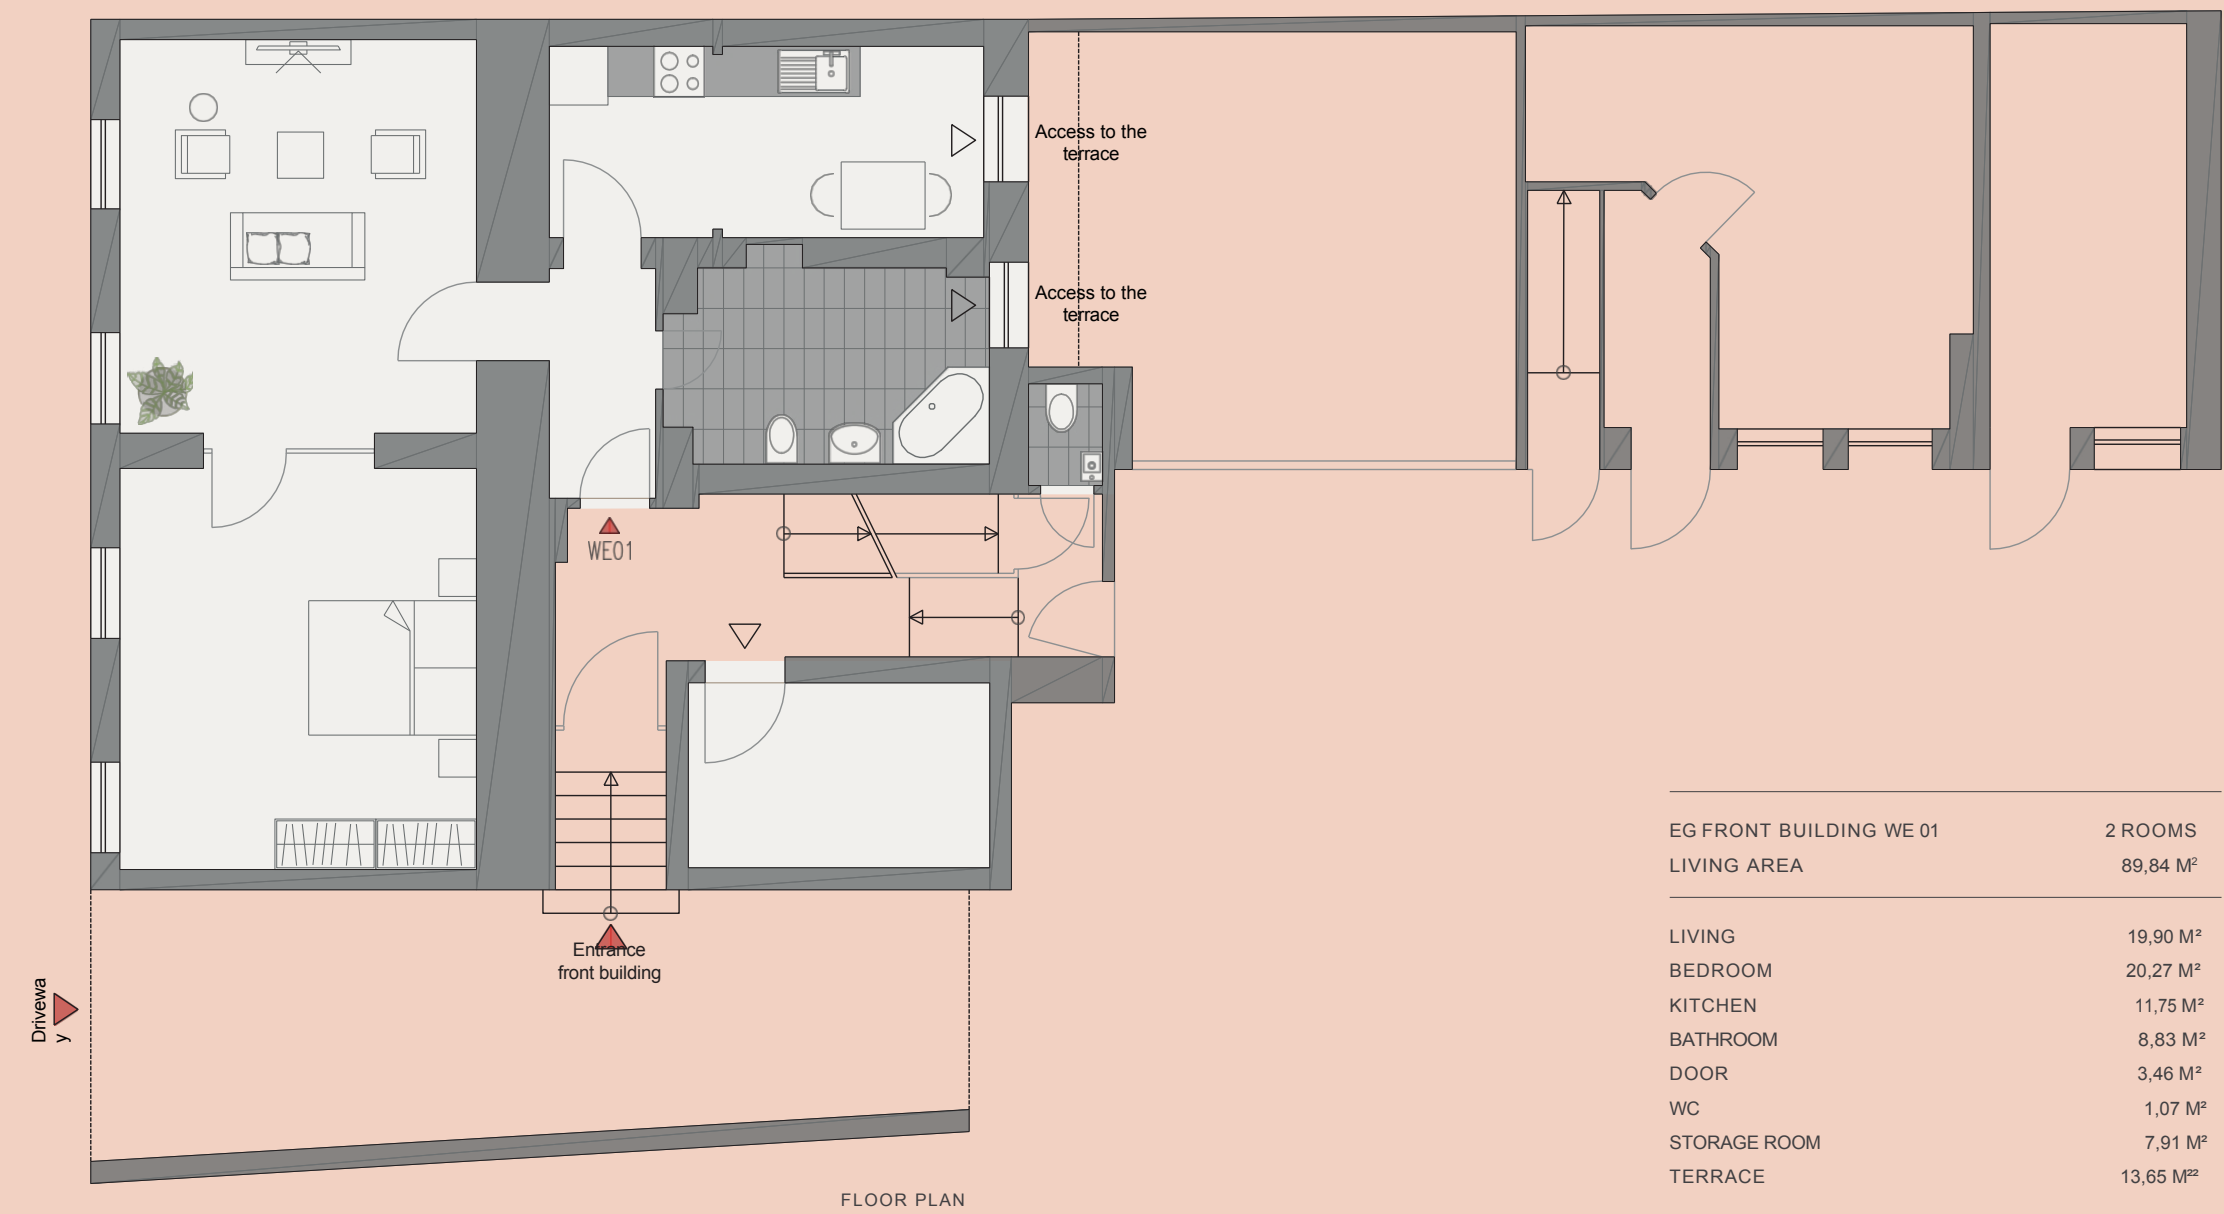 Access to the
terrace
Access to the
terrace
WE01
Entrance
front building
Drivewa
y
EG FRONT BUILDING WE 01 2 ROOMS
LIVING AREA 89,84 M²
LIVING 19,90 M²
BEDROOM 20,27 M²
KITCHEN 11,75 M²
BATHROOM 8,83 M²
DOOR 3,46 M²
WC 1,07 M²
STORAGE ROOM 7,91 M²
TERRACE 13,65 M²²
FLOOR PLAN